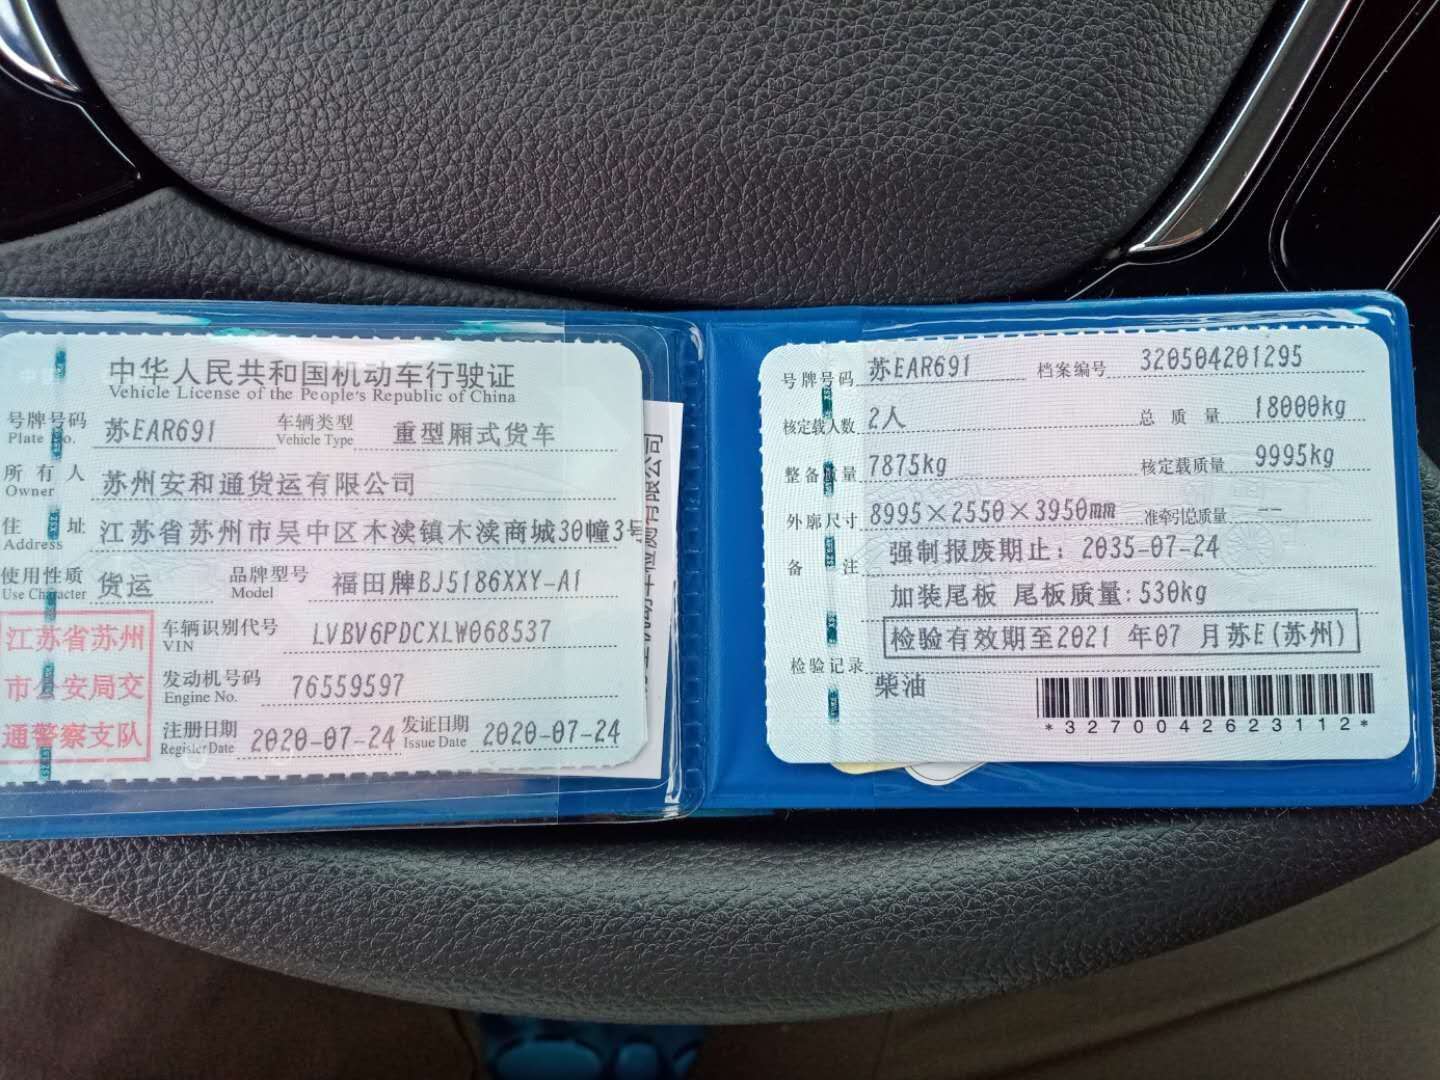 中华人民共和国机动车行驶证
Vehicle License of the People's Republic of China
号牌号码 苏EAR691 车辆类型 重型厢式货车
Plate No. Vehicle Type
所有人 苏州安和通货运有限公司
Owner
住址 江苏省苏州市吴中区木渎镇木渎商城30幢3号
Address
使用性质 货运 品牌型号 福田牌BJ5186XXY-A1
Use Character Model
江苏省苏州
市公安局交
通警察支队
车辆识别代号 LVBV6PDCXLW068537
VIN
发动机号码 76559597
Engine No.
注册日期 2020-07-24 发证日期 2020-07-24
Register Date Issue Date
号牌号码 苏EAR691 档案编号 320504201295
核定载人数 2人 总质量 18000kg
整备质量 7875kg 核定载质量 9995kg
外廓尺寸 8995×2550×3950mm 准牵引总质量 --
备注 强制报废期止：2035-07-24
加装尾板 尾板质量:530kg
检验有效期至2021 年07 月苏E(苏州)
检验记录
柴油
*3270042623112*